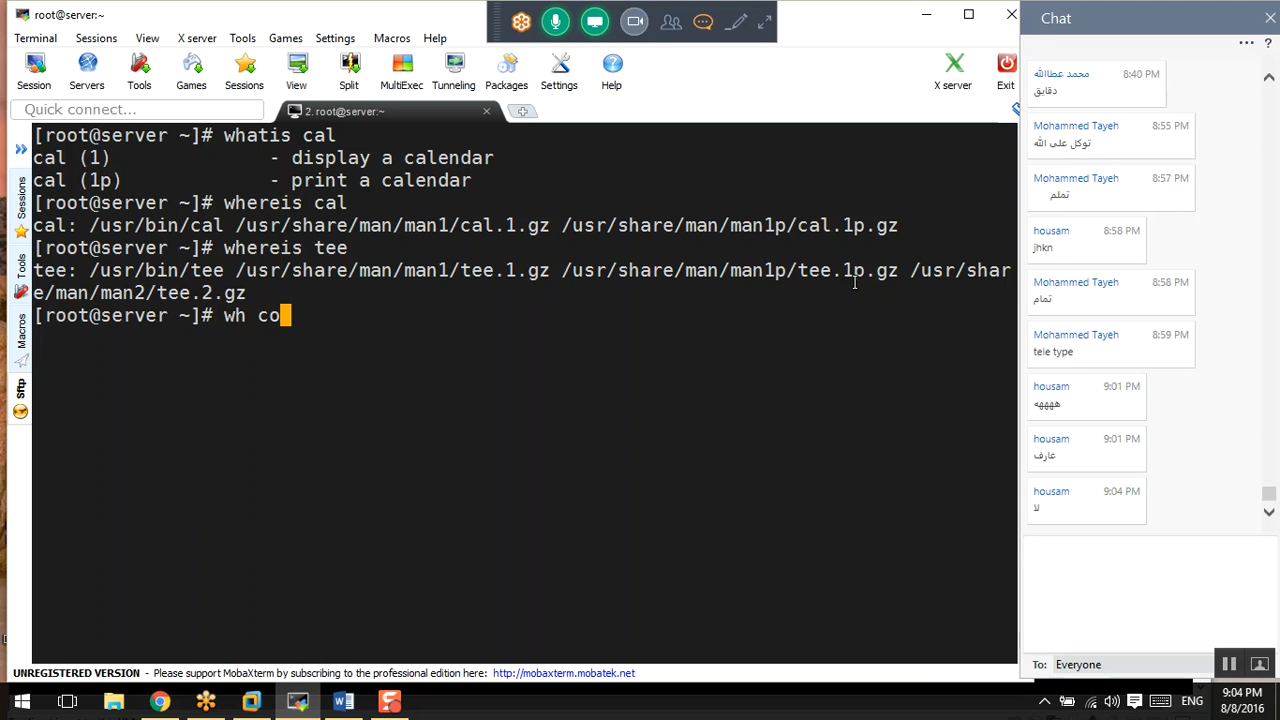 root@server:~
Terminal Sessions View X server Tools Games Settings Macros Help
Session Servers Tools Games Sessions View Split MultiExec Tunneling Packages Settings Help X server Exit
Quick connect...
2. root@server:~
[root@server ~]# whatis cal
cal (1) - display a calendar
cal (1p) - print a calendar
[root@server ~]# whereis cal
cal: /usr/bin/cal /usr/share/man/man1/cal.1.gz /usr/share/man/man1p/cal.1p.gz
[root@server ~]# whereis tee
tee: /usr/bin/tee /usr/share/man/man1/tee.1.gz /usr/share/man/man1p/tee.1p.gz /usr/shar
e/man/man2/tee.2.gz
[root@server ~]# wh co
Sessions
Tools
Macros
Sftp
UNREGISTERED VERSION - Please support MobaXterm by subscribing to the professional edition here: http://mobaxterm.mobatek.net
Chat
... ?
محمد عطاالله 8:40 PM
دقايق
Mohammed Tayeh 8:55 PM
توكل على الله
Mohammed Tayeh 8:57 PM
تملم
housam 8:58 PM
jhkn
Mohammed Tayeh 8:58 PM
تمام
Mohammed Tayeh 8:59 PM
tele type
housam 9:01 PM
هههههه
housam 9:01 PM
عارف
housam 9:04 PM
لا
To: Everyone
ENG
9:04 PM
8/8/2016